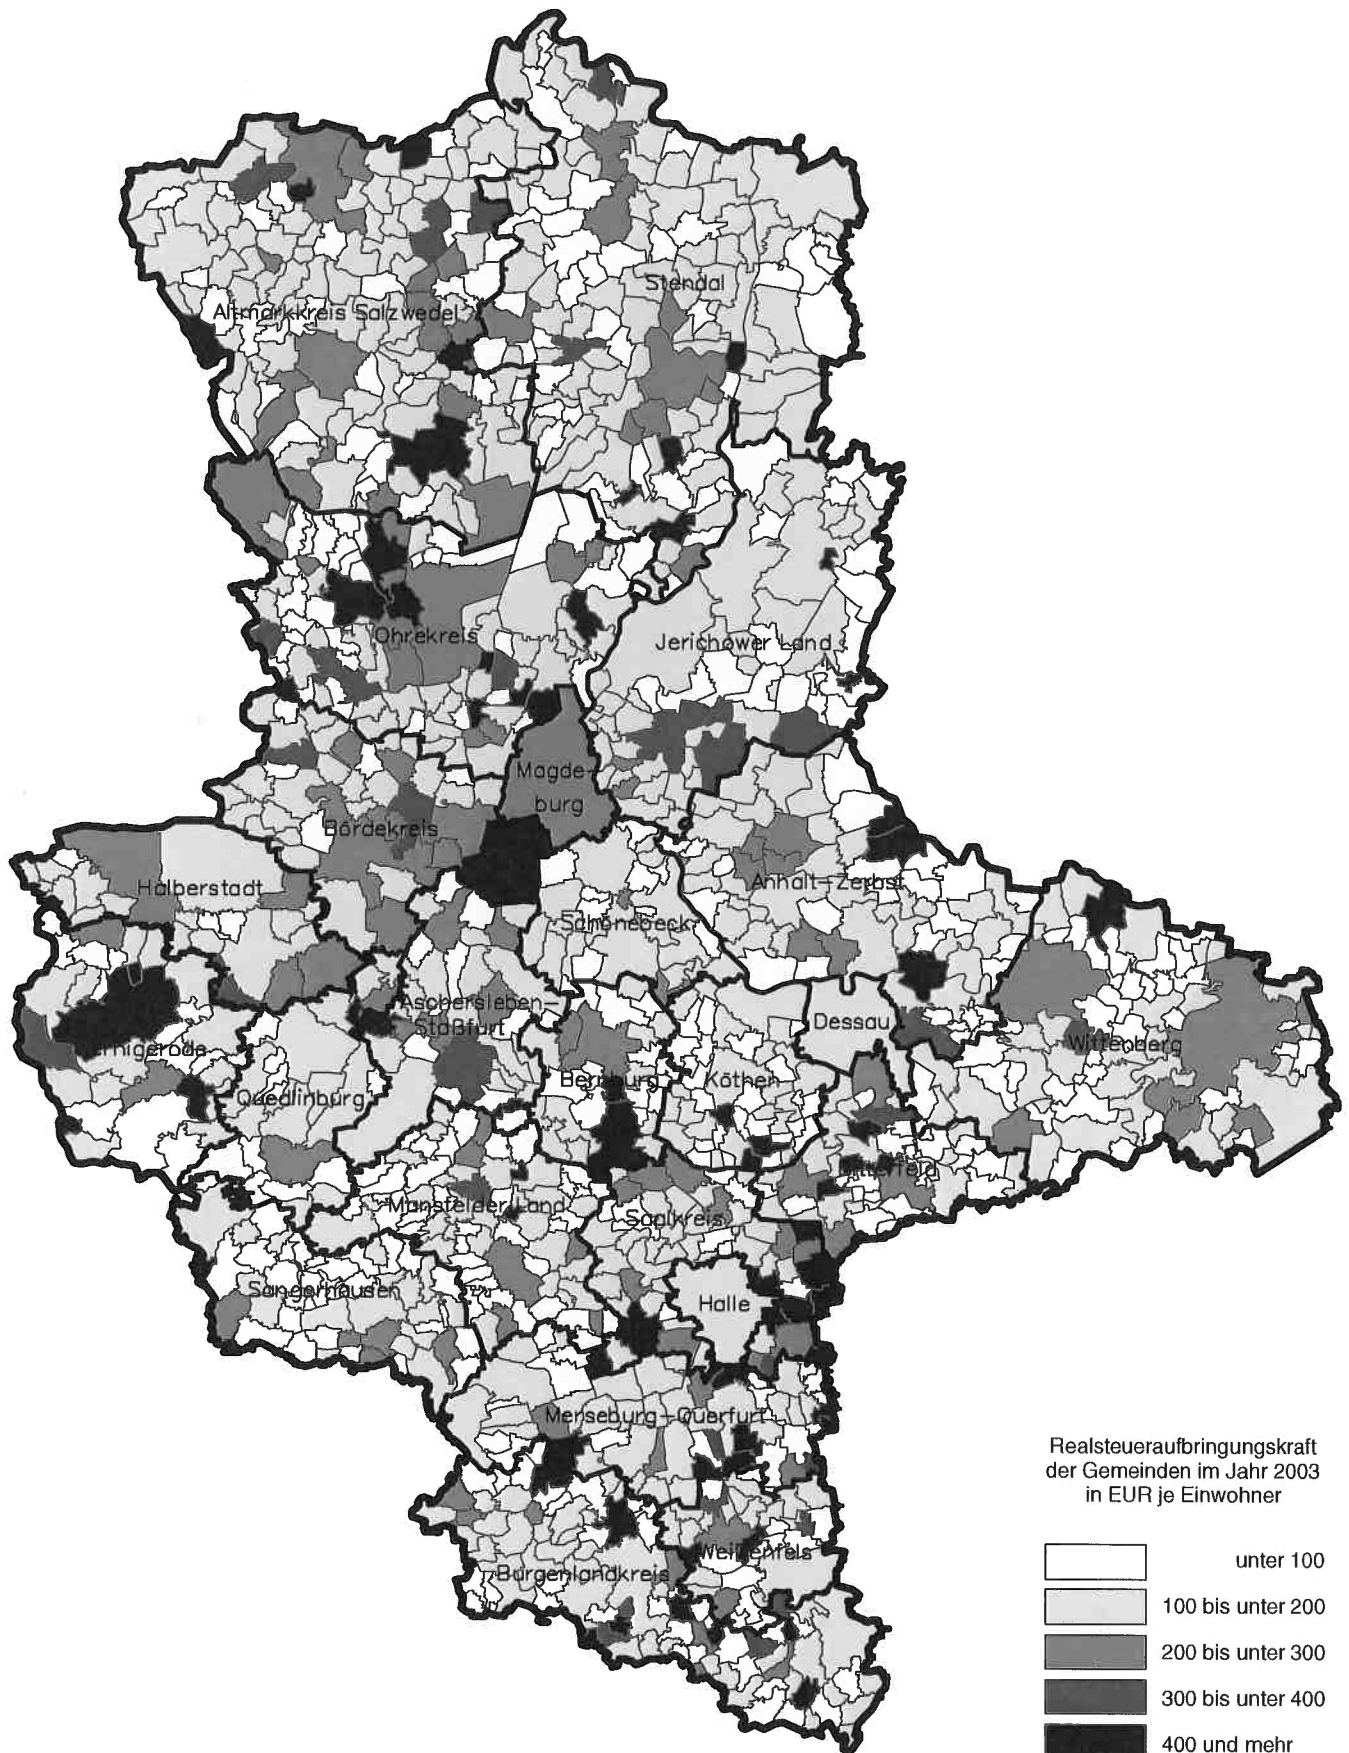 Stendal
Altmarkkreis Salzwedel
Ohrekreis
Jerichower Land
Magde-
burg
Bördekreis
Halberstadt
Anhalt-Zerbst
Schönebeck
Aschersleben-
Staßfurt
Dessau
Wittenberg
Wernigerode
Bernburg
Köthen
Quedlinburg
Bitterfeld
Mansfelder Land
Saalkreis
Sangerhausen
Halle
Merseburg-Querfurt
Weißenfels
Burgenlandkreis
Realsteueraufbringungskraft
der Gemeinden im Jahr 2003
in EUR je Einwohner
unter 100
100 bis unter 200
200 bis unter 300
300 bis unter 400
400 und mehr